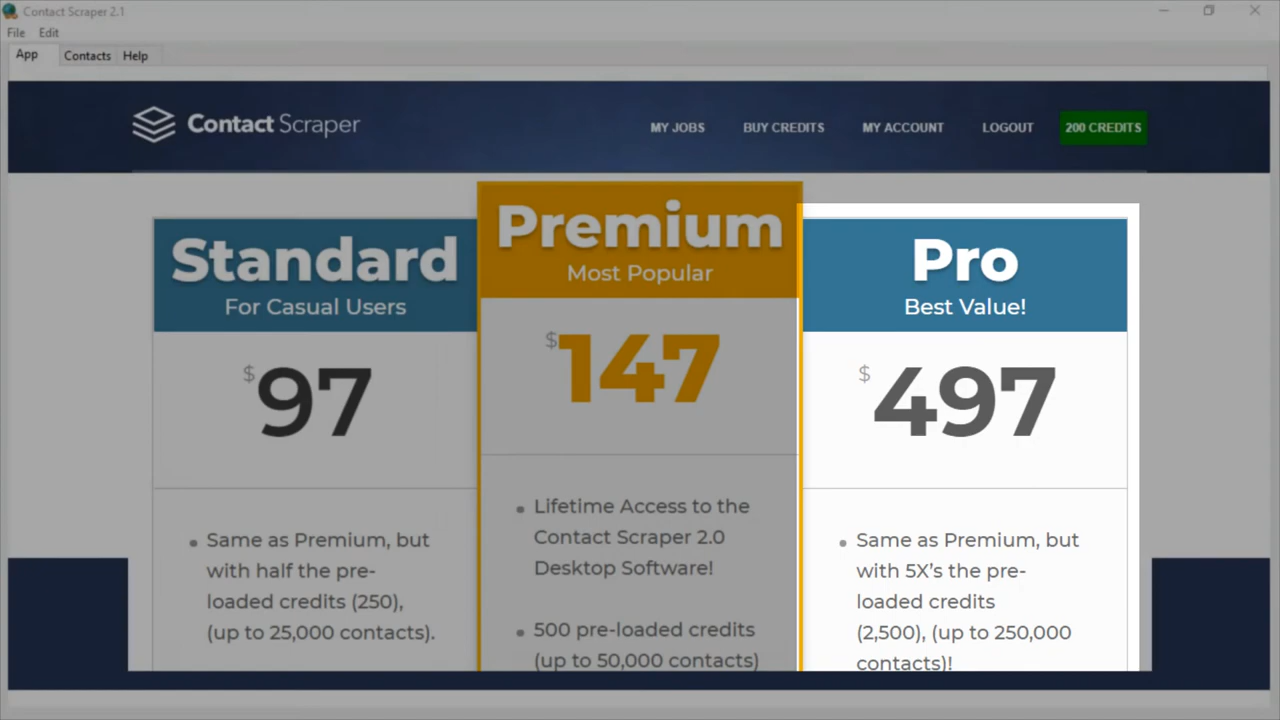 Contact Scraper 2.1
File Edit
App Contacts Help
Contact Scraper
MY JOBS BUY CREDITS MY ACCOUNT LOGOUT 200 CREDITS
Standard
For Casual Users
$97
Same as Premium, but
with half the pre-
loaded credits (250),
(up to 25,000 contacts).
Premium
Most Popular
$147
Lifetime Access to the
Contact Scraper 2.0
Desktop Software!
500 pre-loaded credits
(up to 50,000 contacts)
Pro
Best Value!
$497
Same as Premium, but
with 5X’s the pre-
loaded credits
(2,500), (up to 250,000
contacts)!